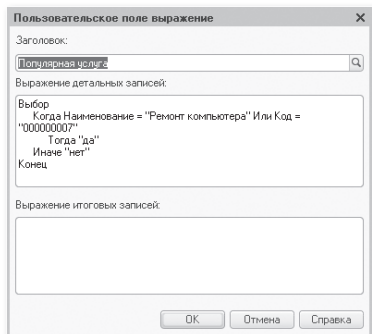 Пользовательское поле выражение
Заголовок:
Популярная услуга
Выражение детальных записей:
Выбор
Когда Наименование = "Ремонт компьютера" Или Код =
"000000007"
Тогда "да"
Иначе "нет"
Конец
Выражение итоговых записей:
ОК
Отмена
Справка